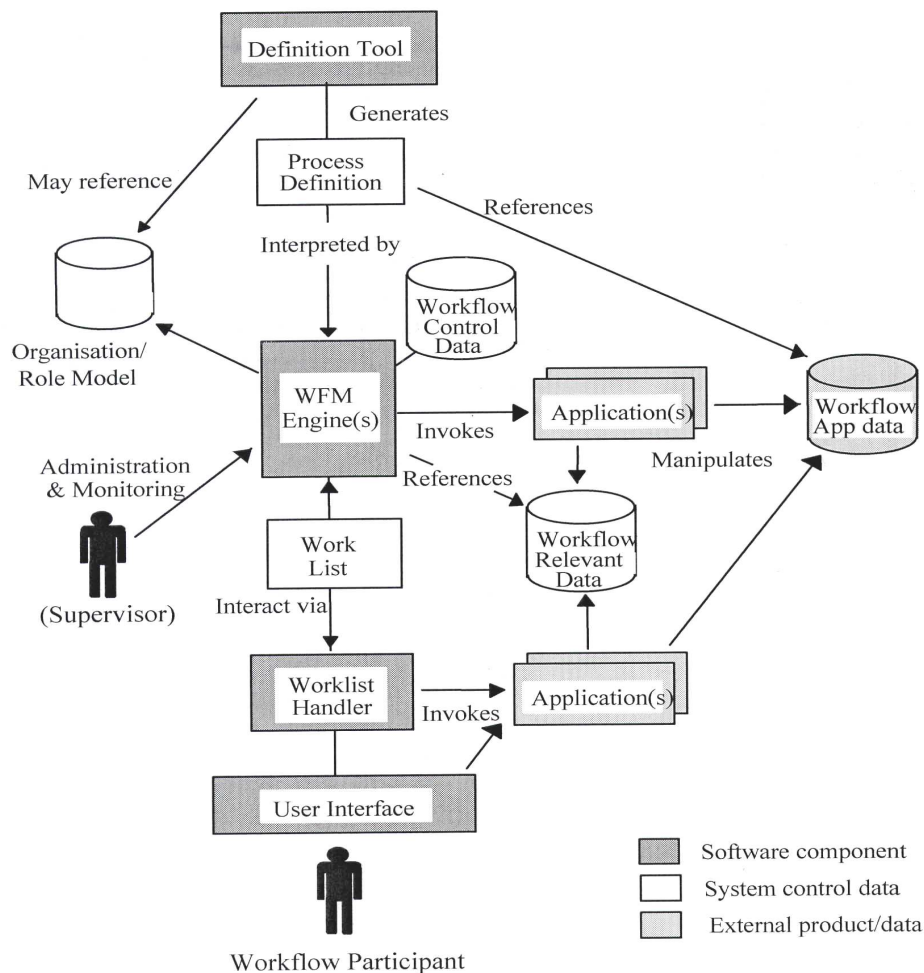 Definition Tool
Generates
Process
Definition
May reference
References
Interpreted by
Workflow
Control
Data
Organisation/
Role Model
WFM
Engine(s)
Invokes
Application(s)
Workflow
App data
Manipulates
Administration
& Monitoring
References
(Supervisor)
Work
List
Workflow
Relevant
Data
Interact via
Worklist
Handler
Invokes
Application(s)
User Interface
Software component
System control data
External product/data
Workflow Participant